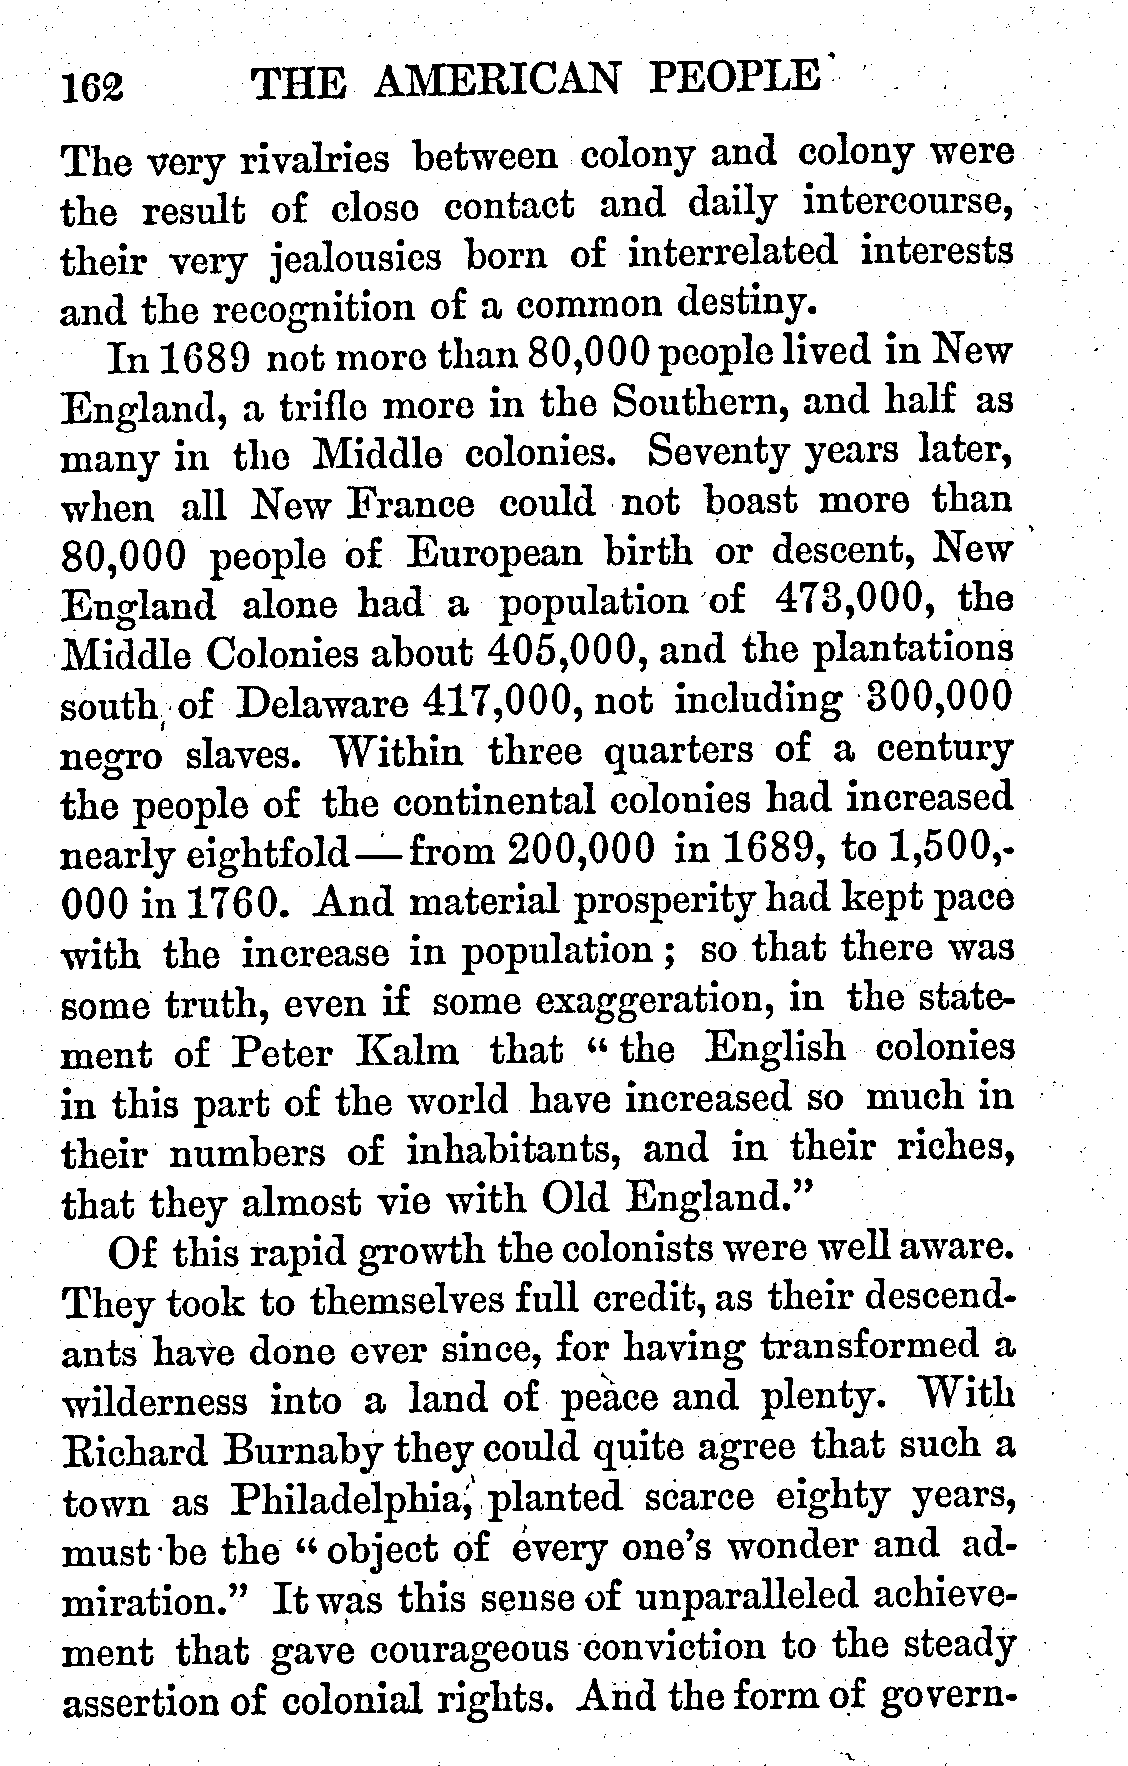 162 THE AMERICAN PEOPLE
The very rivalries between colony and colony were
the result of close contact and daily intercourse,
their very jealousies born of interrelated interests
and the recognition of a common destiny.
In 1689 not more than 80,000 people lived in New
England, a trifle more in the Southern, and half as
many in the Middle colonies. Seventy years later,
when all New France could not boast more than
80,000 people of European birth or descent, New
England alone had a population of 473,000, the
Middle Colonies about 405,000, and the plantations
south of Delaware 417,000, not including 300,000
negro slaves. Within three quarters of a century
the people of the continental colonies had increased
nearly eightfold—from 200,000 in 1689, to 1,500,-
000 in 1760. And material prosperity had kept pace
with the increase in population; so that there was
some truth, even if some exaggeration, in the state-
ment of Peter Kalm that “the English colonies
in this part of the world have increased so much in
their numbers of inhabitants, and in their riches,
that they almost vie with Old England.”
Of this rapid growth the colonists were well aware.
They took to themselves full credit, as their descend-
ants have done ever since, for having transformed a
wilderness into a land of peace and plenty. With
Richard Burnaby they could quite agree that such a
town as Philadelphia, planted scarce eighty years,
must be the “object of every one’s wonder and ad-
miration.” It was this sense of unparalleled achieve-
ment that gave courageous conviction to the steady
assertion of colonial rights. And the form of govern-